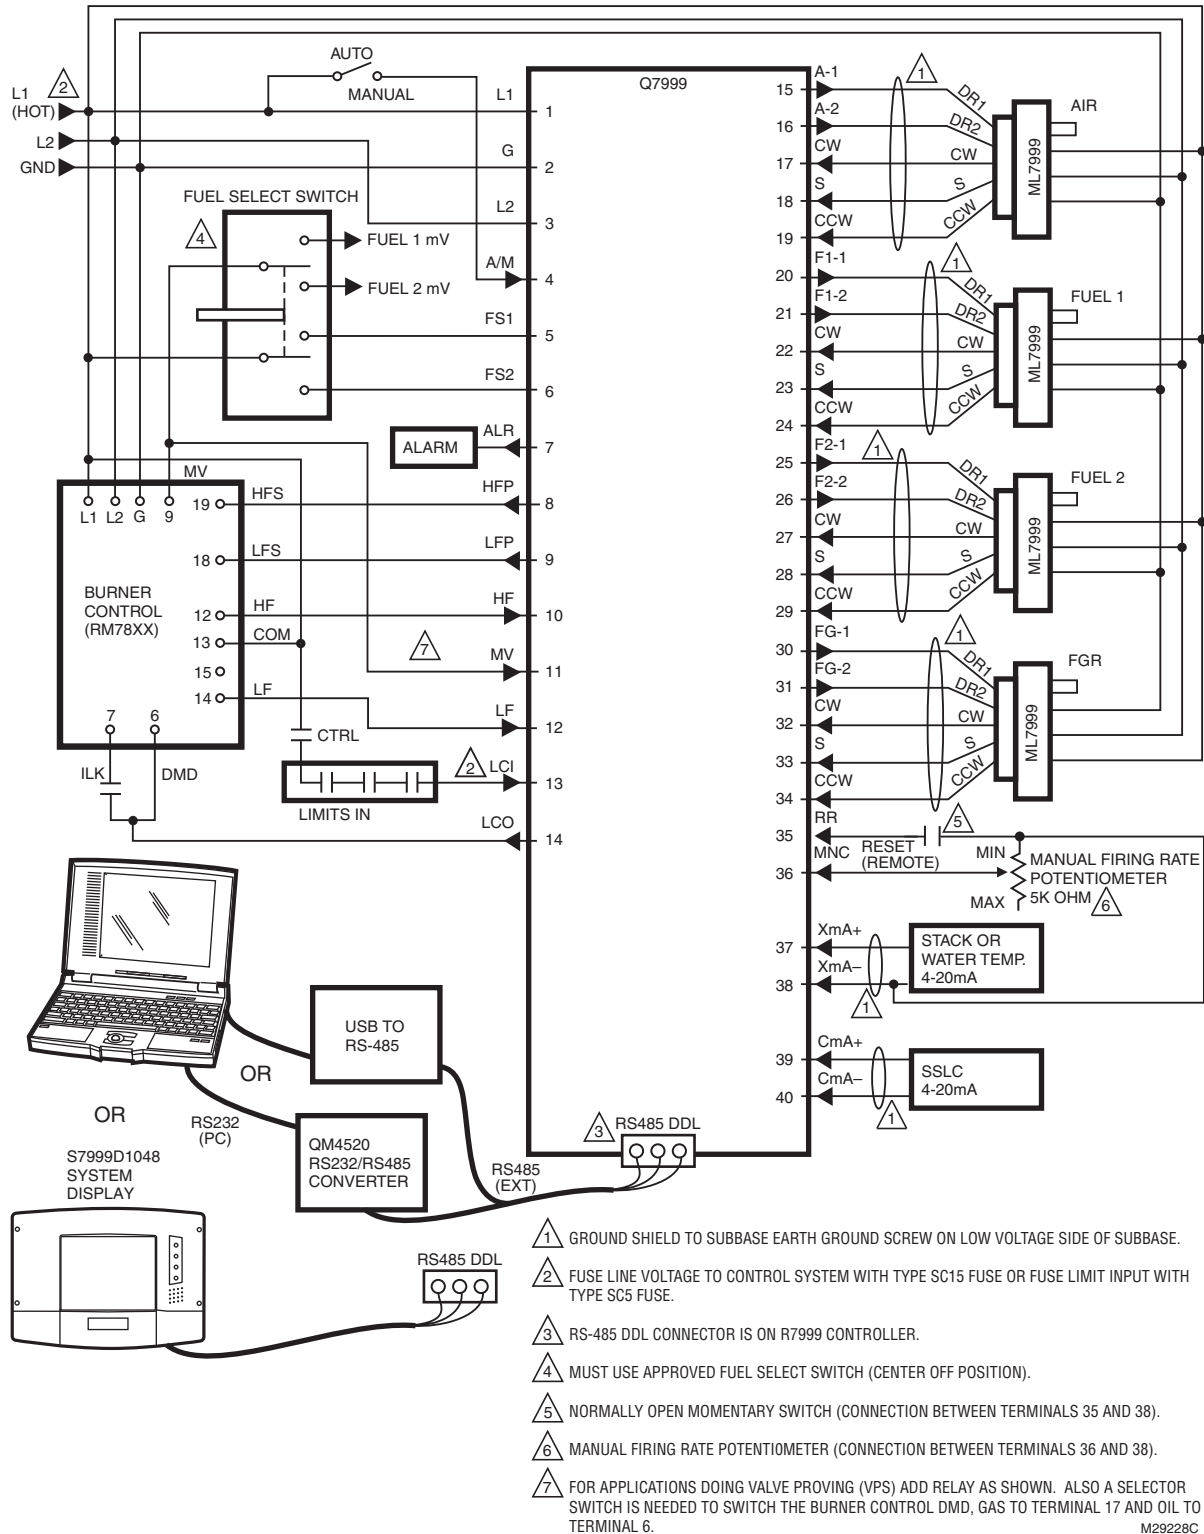 AUTO
MANUAL
L1
(HOT)
2
L2
GND
Q7999
L1
1
G
2
L2
3
A/M
4
FS1
5
FS2
6
ALR
7
HFP
8
LFP
9
HF
10
MV
11
LF
12
2
LCI
13
LCO
14
FUEL SELECT SWITCH
4
FUEL 1 mV
FUEL 2 mV
ALARM
MV
L1 L2 G 9
19
HFS
18
LFS
BURNER
CONTROL
(RM78XX)
12
HF
13
COM
15
14
LF
7
7 6
ILK
DMD
CTRL
LIMITS IN
A-1
15
A-2
16
CW
17
S
18
CCW
19
1
DR1
DR2
CW
S
CCW
ML7999
AIR
F1-1
20
F1-2
21
CW
22
S
23
CCW
24
1
DR1
DR2
CW
S
CCW
ML7999
FUEL 1
F2-1
25
F2-2
26
CW
27
S
28
CCW
29
1
DR1
DR2
CW
S
CCW
ML7999
FUEL 2
FG-1
30
FG-2
31
CW
32
S
33
CCW
34
1
DR1
DR2
CW
S
CCW
ML7999
FGR
RR
35
RESET
(REMOTE)
5
MNC
36
MIN
MAX
MANUAL FIRING RATE
POTENTIOMETER
5K OHM
6
XmA+
37
XmA–
38
1
STACK OR
WATER TEMP.
4-20mA
CmA+
39
CmA–
40
1
SSLC
4-20mA
USB TO
RS-485
OR
OR
RS232
(PC)
QM4520
RS232/RS485
CONVERTER
RS485
(EXT)
3
RS485 DDL
S7999D1048
SYSTEM
DISPLAY
RS485 DDL
1 GROUND SHIELD TO SUBBASE EARTH GROUND SCREW ON LOW VOLTAGE SIDE OF SUBBASE.
2 FUSE LINE VOLTAGE TO CONTROL SYSTEM WITH TYPE SC15 FUSE OR FUSE LIMIT INPUT WITH
TYPE SC5 FUSE.
3 RS-485 DDL CONNECTOR IS ON R7999 CONTROLLER.
4 MUST USE APPROVED FUEL SELECT SWITCH (CENTER OFF POSITION).
5 NORMALLY OPEN MOMENTARY SWITCH (CONNECTION BETWEEN TERMINALS 35 AND 38).
6 MANUAL FIRING RATE POTENTI0METER (CONNECTION BETWEEN TERMINALS 36 AND 38).
7 FOR APPLICATIONS DOING VALVE PROVING (VPS) ADD RELAY AS SHOWN. ALSO A SELECTOR
SWITCH IS NEEDED TO SWITCH THE BURNER CONTROL DMD, GAS TO TERMINAL 17 AND OIL TO
TERMINAL 6.
M29228C